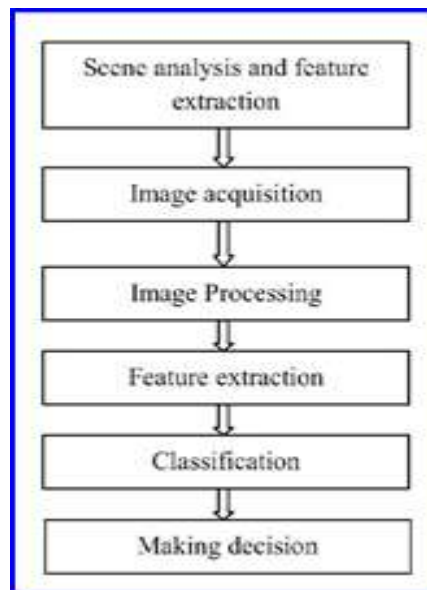 Scene analysis and feature
extraction
Image acquisition
Image Processing
Feature extraction
Classification
Making decision